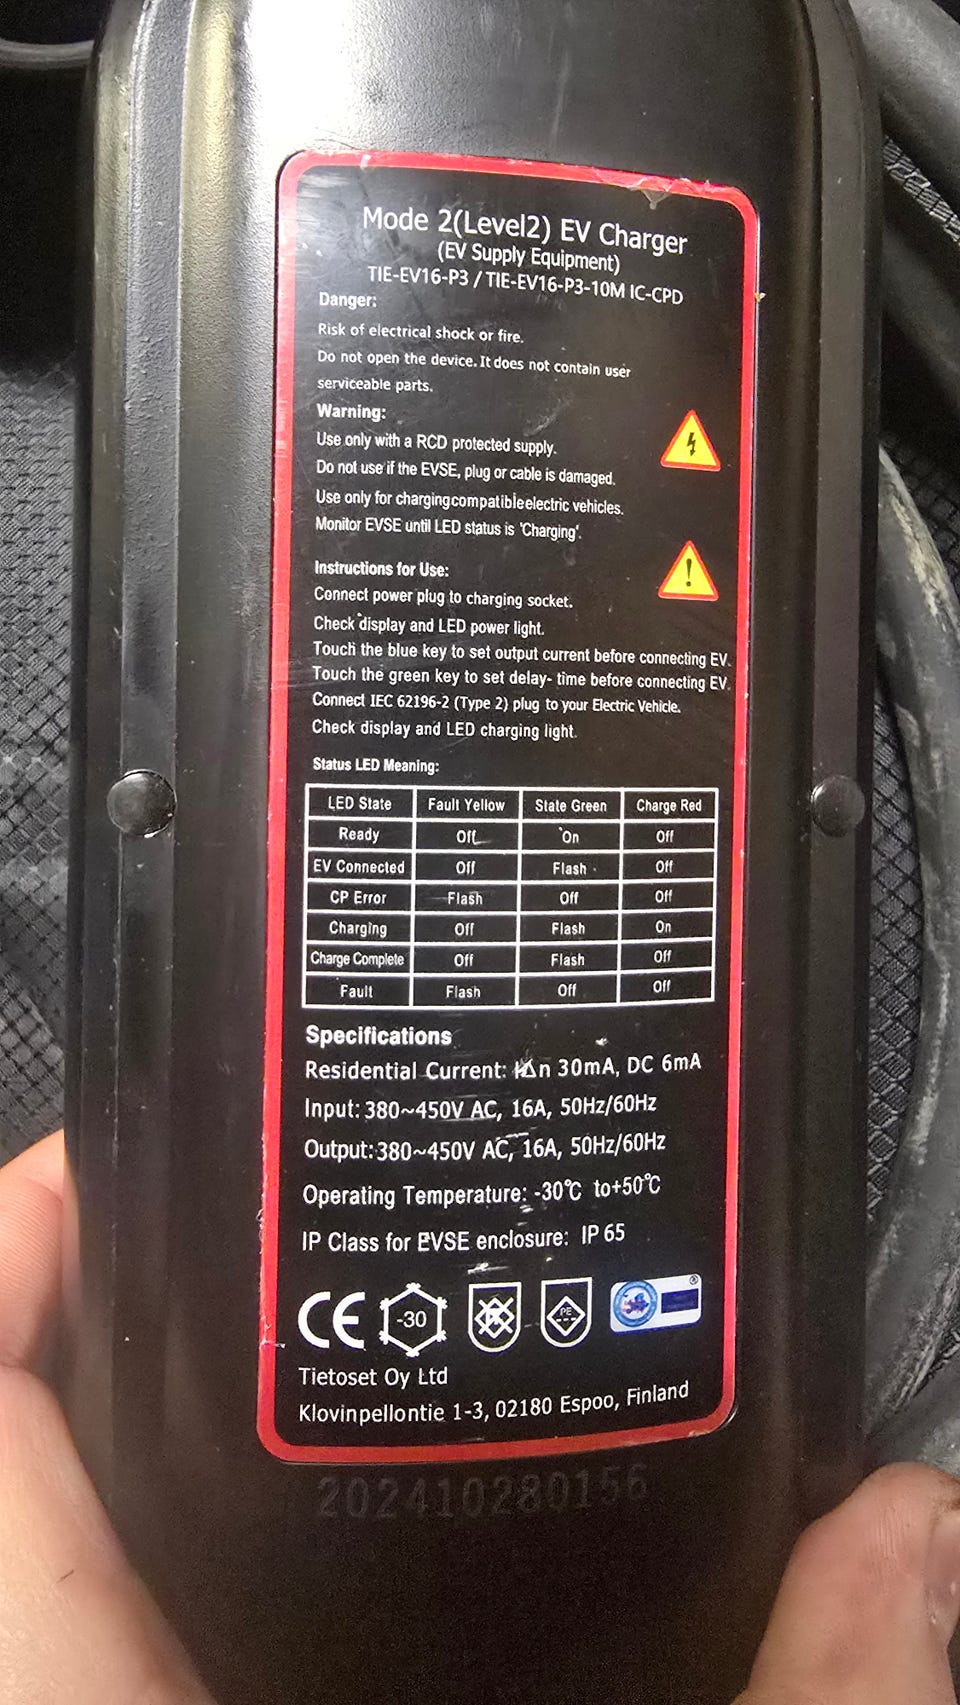 Mode 2(Level2) EV Charger
(EV Supply Equipment)
TIE-EV16-P3 / TIE-EV16-P3-10M IC-CPD
Danger:
Risk of electrical shock or fire.
Do not open the device. It does not contain user
serviceable parts.
Warning:
Use only with a RCD protected supply.
Do not use if the EVSE, plug or cable is damaged.
Use only for chargingcompatibleelectric vehicles.
Monitor EVSE until LED status is 'Charging'.
Instructions for Use:
Connect power plug to charging socket.
Check display and LED power light.
Touch the blue key to set output current before connecting EV.
Touch the green key to set delay- time before connecting EV.
Connect IEC 62196-2 (Type 2) plug to your Electric Vehicle.
Check display and LED charging light.
Status LED Meaning:
LED State Fault Yellow State Green Charge Red
Ready Off On Off
EV Connected Off Flash Off
CP Error Flash Off Off
Charging Off Flash On
Charge Complete Off Flash Off
Fault Flash Off Off
Specifications
Residential Current: I△n 30mA, DC 6mA
Input: 380~450V AC, 16A, 50Hz/60Hz
Output:380~450V AC, 16A, 50Hz/60Hz
Operating Temperature: -30℃ to+50℃
IP Class for EVSE enclosure: IP 65
CE -30 PE ®
Tietoset Oy Ltd
Klovinpellontie 1-3, 02180 Espoo, Finland
202410280156